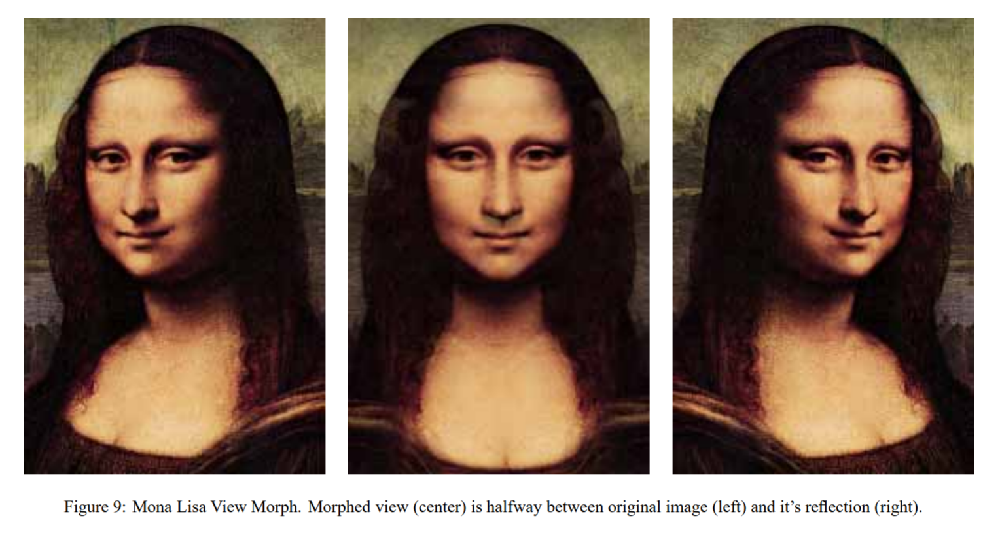 Figure 9: Mona Lisa View Morph. Morphed view (center) is halfway between original image (left) and it's reflection (right).